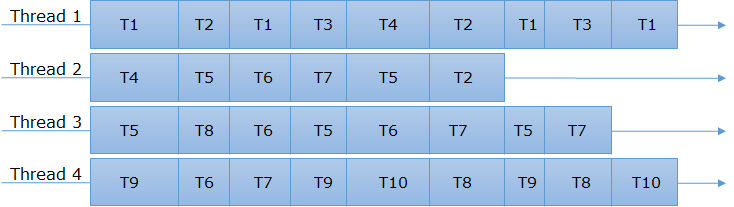 Thread 1 T1 T2 T1 T3 T4 T2 T1 T3 T1
Thread 2 T4 T5 T6 T7 T5 T2
Thread 3 T5 T8 T6 T5 T6 T7 T5 T7
Thread 4 T9 T6 T7 T9 T10 T8 T9 T8 T10